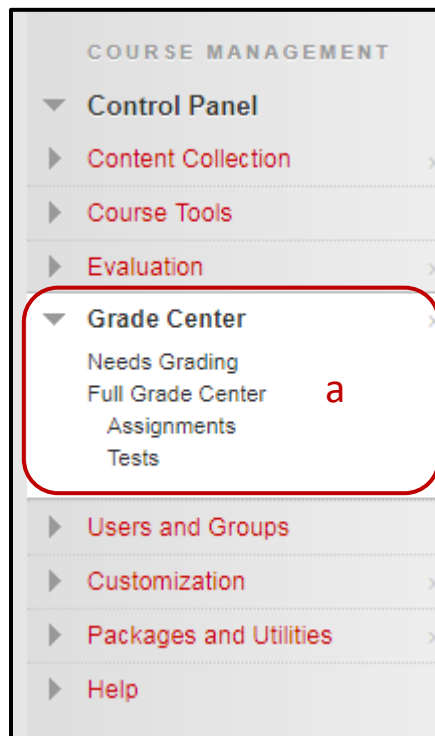 COURSE MANAGEMENT
Control Panel
Content Collection
Course Tools
Evaluation
Grade Center
Needs Grading
Full Grade Center
a
Assignments
Tests
Users and Groups
Customization
Packages and Utilities
Help